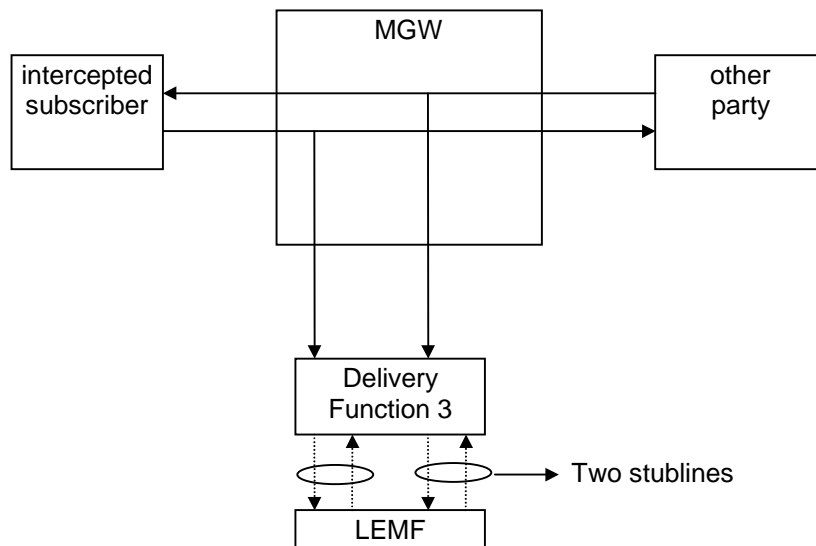 MGW
intercepted
subscriber
other
party
Delivery
Function 3
Two stublines
LEMF